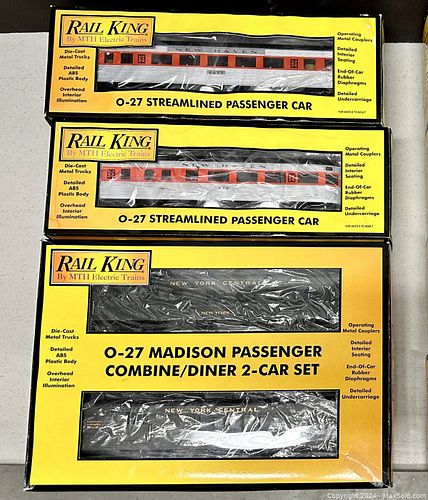 RAIL KING
By MTH Electric Trains
Die-Cast
Metal Trucks
Detailed
ABS
Plastic Body
Overhead
Interior
Illumination
NEW HAVEN
Operating
Metal Couplers
Detailed
Interior
Seating
End-Of-Car
Rubber
Diaphragms
Detailed
Undercarriage
O-27 STREAMLINED PASSENGER CAR
RAIL KING
By MTH Electric Trains
Die-Cast
Metal Trucks
Detailed
ABS
Plastic Body
Overhead
Interior
Illumination
NEW HAVEN
Operating
Metal Couplers
Detailed
Interior
Seating
End-Of-Car
Rubber
Diaphragms
Detailed
Undercarriage
O-27 STREAMLINED PASSENGER CAR
RAIL KING
By MTH Electric Trains
NEW YORK CENTRAL
NEW YORK
Die-Cast
Metal Trucks
Detailed
ABS
Plastic Body
Overhead
Interior
Illumination
O-27 MADISON PASSENGER
COMBINE/DINER 2-CAR SET
Operating
Metal Couplers
Detailed
Interior
Seating
End-Of-Car
Rubber
Diaphragms
Detailed
Undercarriage
NEW YORK CENTRAL
Copyright 2024 - MaxSold.com